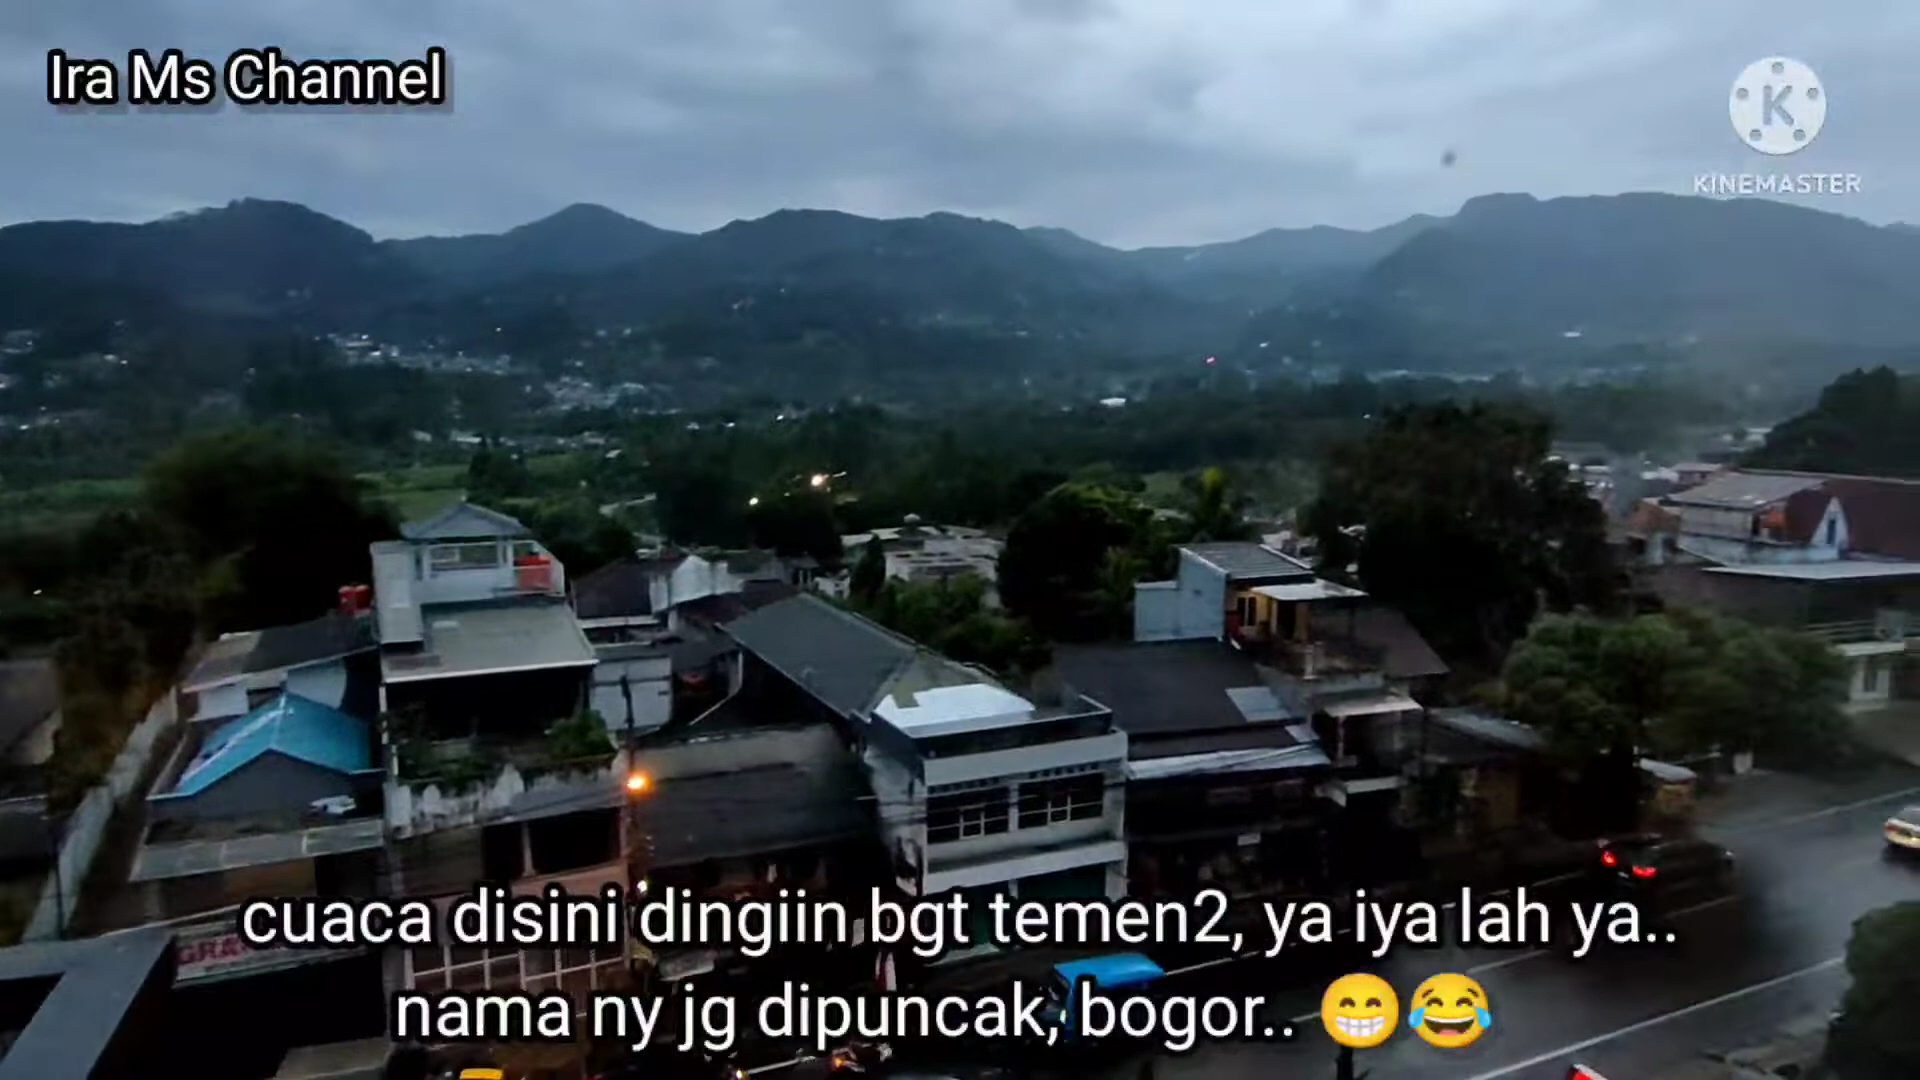 Ira Ms Channel
K
KINEMASTER
cuaca disini dingiin bgt temen2, ya iya lah ya..
nama ny jg dipuncak, bogor.. 😁😂